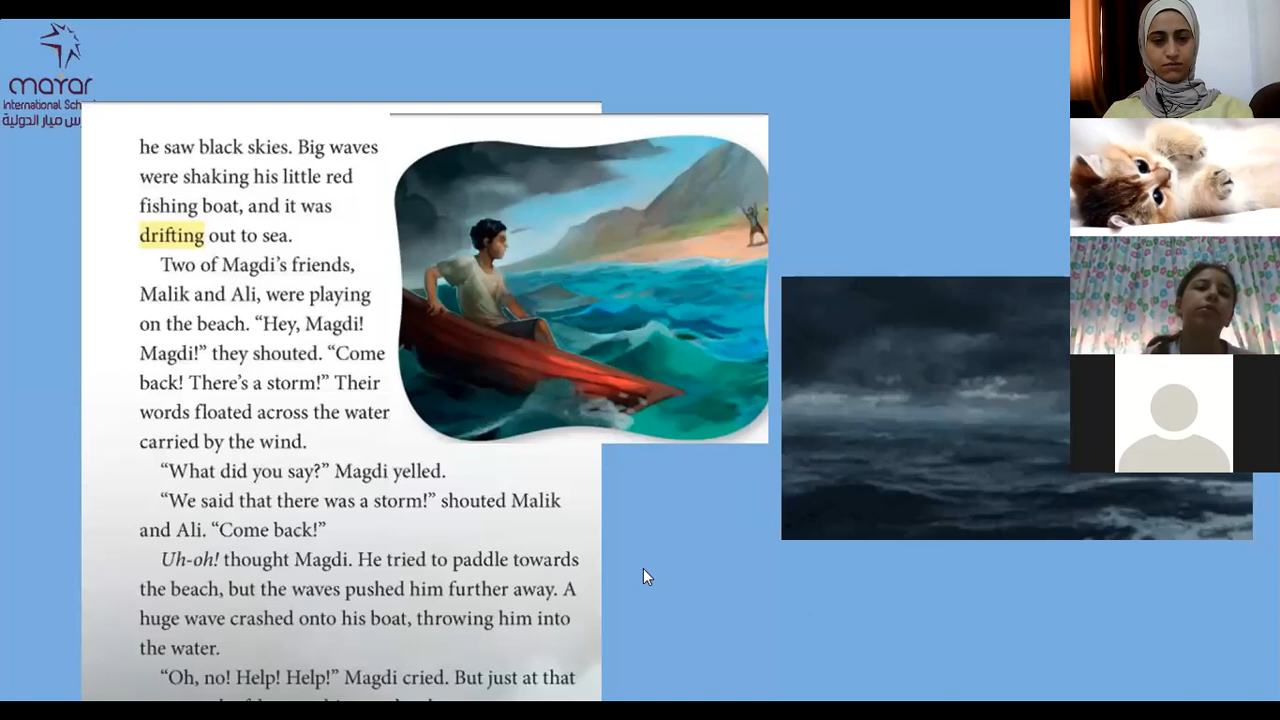 mayar
International Sch
س ميار الدولية
he saw black skies. Big waves
were shaking his little red
fishing boat, and it was
drifting out to sea.
Two of Magdi’s friends,
Malik and Ali, were playing
on the beach. “Hey, Magdi!
Magdi!” they shouted. “Come
back! There’s a storm!” Their
words floated across the water
carried by the wind.
“What did you say?” Magdi yelled.
“We said that there was a storm!” shouted Malik
and Ali. “Come back!”
Uh-oh! thought Magdi. He tried to paddle towards
the beach, but the waves pushed him further away. A
huge wave crashed onto his boat, throwing him into
the water.
“Oh, no! Help! Help!” Magdi cried. But just at that